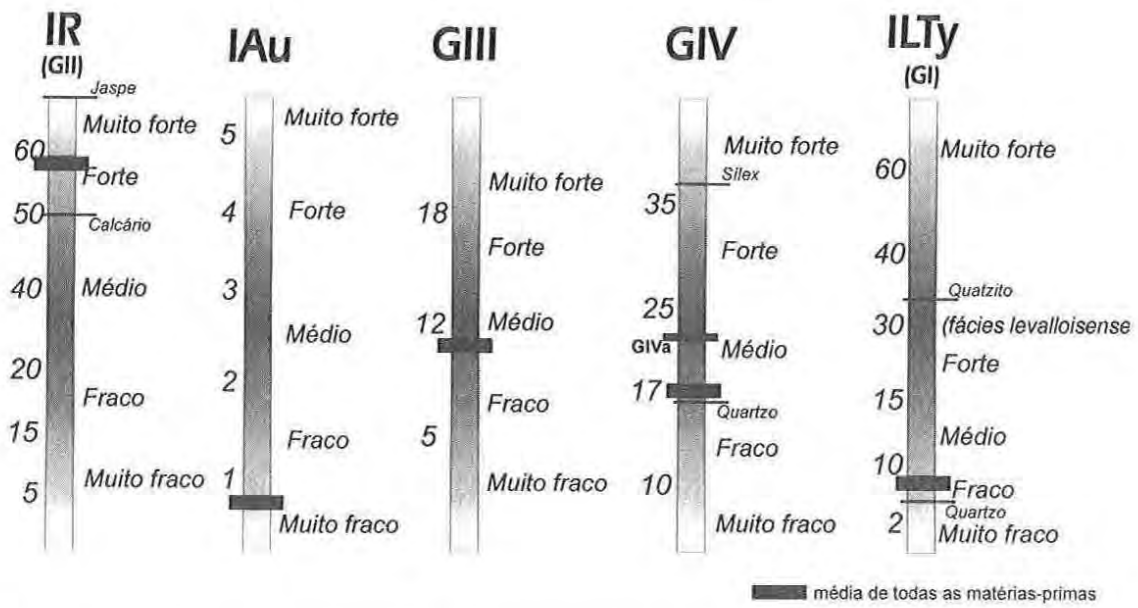 IR
(GII)
Jaspe
Muito forte
60
Forte
50
Calcário
40
Médio
20
Fraco
15
Muito fraco
5
IAu
Muito forte
5
4
Forte
3
Médio
2
Fraco
1
Muito fraco
GIII
Muito forte
18
Forte
12
Médio
Fraco
5
Muito fraco
GIV
Muito forte
Sílex
35
Forte
25
GIVa
Médio
17
Quartzo
Fraco
10
Muito fraco
ILTy
(GI)
Muito forte
60
40
Quatzito
30
(fácies levalloisense
Forte
15
Médio
10
Fraco
Quartzo
2
Muito fraco
média de todas as matérias-primas